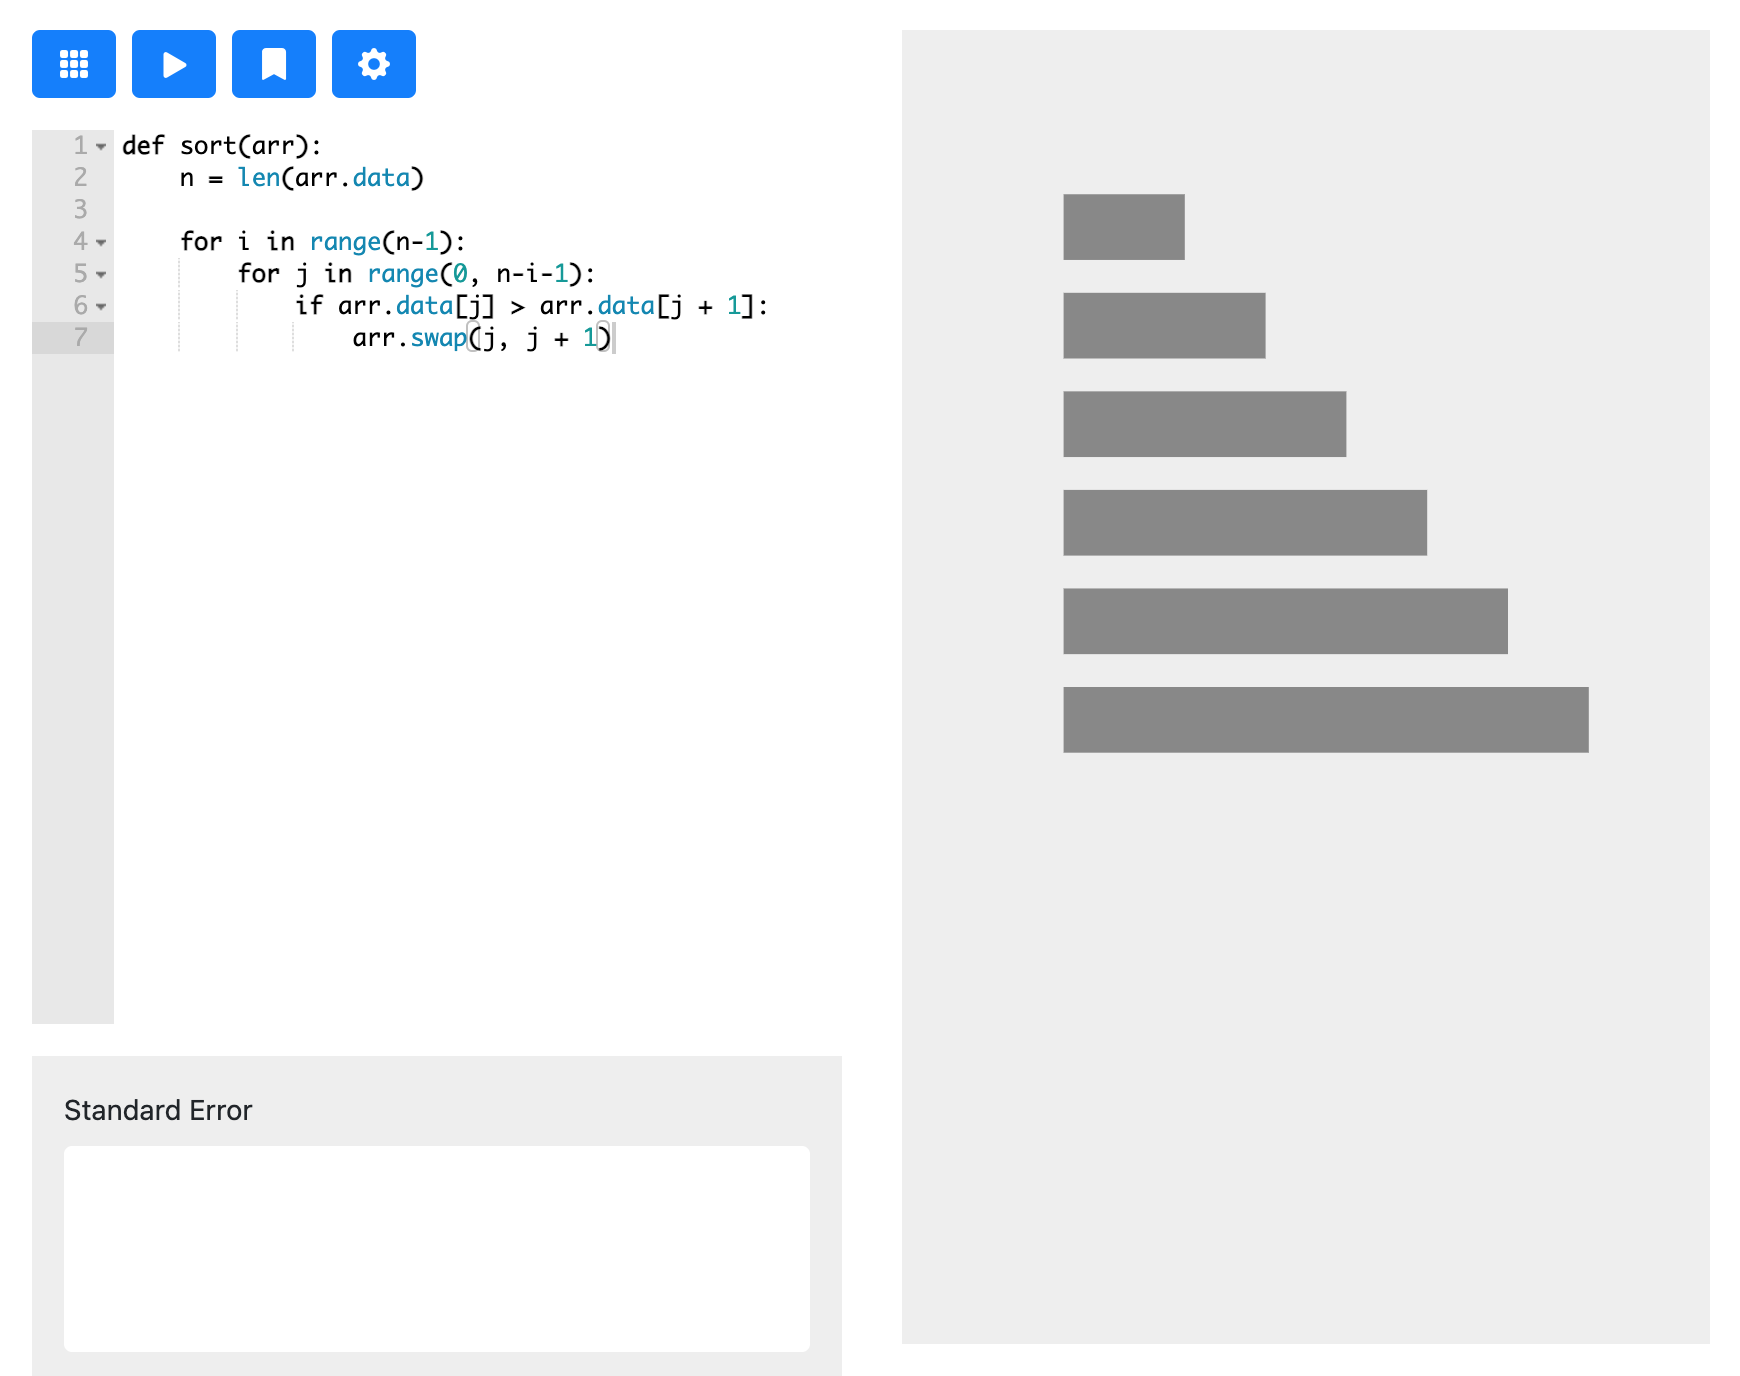 1 def sort(arr):
2     n = len(arr.data)
3
4     for i in range(n-1):
5         for j in range(0, n-i-1):
6             if arr.data[j] > arr.data[j + 1]:
7                 arr.swap(j, j + 1)
Standard Error